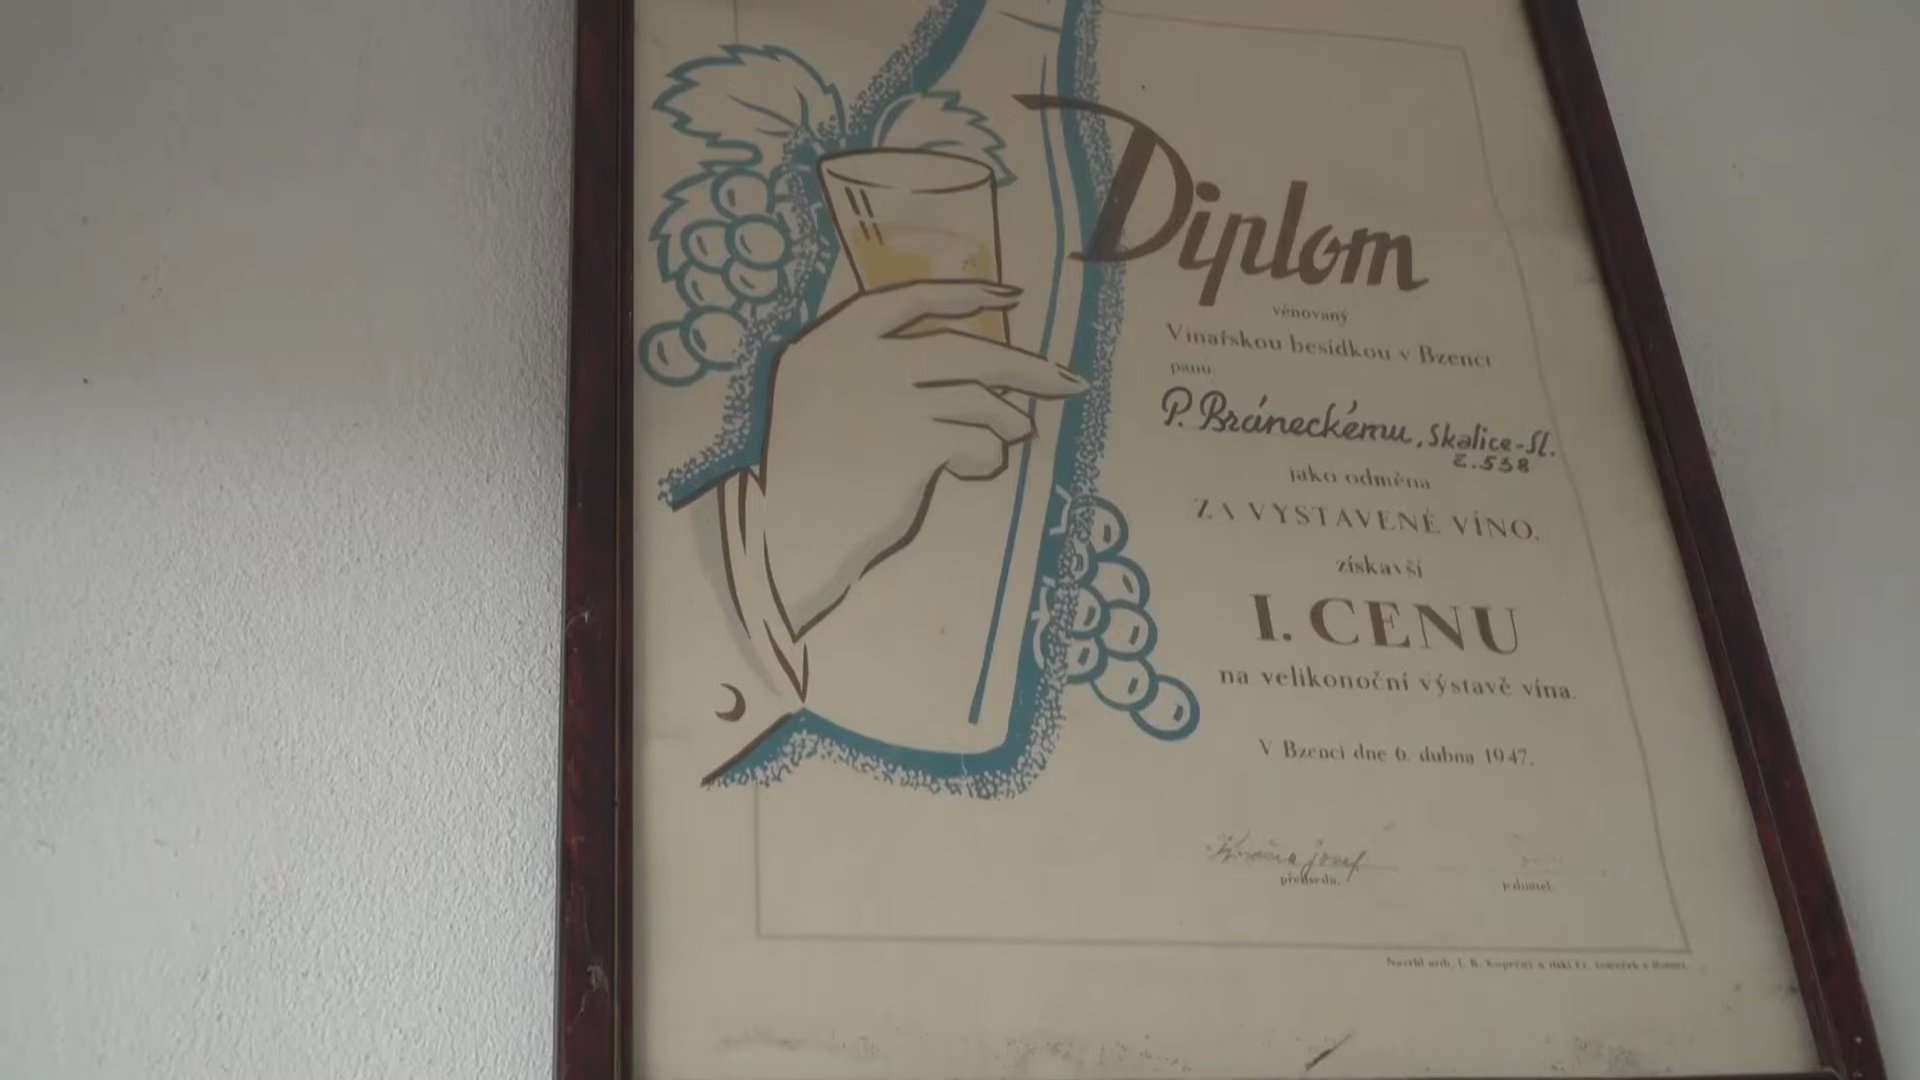 Diplom
věnovaný
Vinařskou besídkou v Bzenci
panu
P. Bráneckému, Skalice-Sl.
č. 538
jako odměna
ZA VYSTAVENÉ VÍNO,
získavší
I. CENU
na velikonoční výstavě vína.
V Bzenci dne 6. dubna 1947.
Josef
předseda.